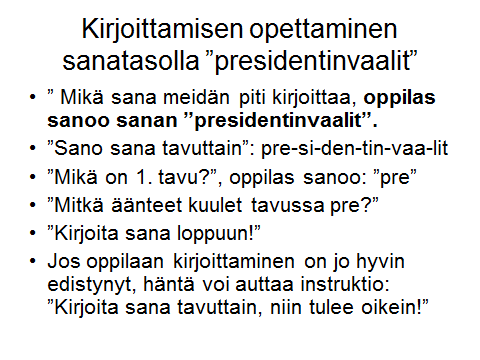 Kirjoittamisen opettaminen
sanatasolla ”presidentinvaalit”
• ” Mikä sana meidän piti kirjoittaa, oppilas
sanoo sanan ”presidentinvaalit”.
• ”Sano sana tavuttain”: pre-si-den-tin-vaa-lit
• ”Mikä on 1. tavu?”, oppilas sanoo: ”pre”
• ”Mitkä äänteet kuulet tavussa pre?”
• ”Kirjoita sana loppuun!”
• Jos oppilaan kirjoittaminen on jo hyvin
edistynyt, häntä voi auttaa instruktio:
”Kirjoita sana tavuttain, niin tulee oikein!”